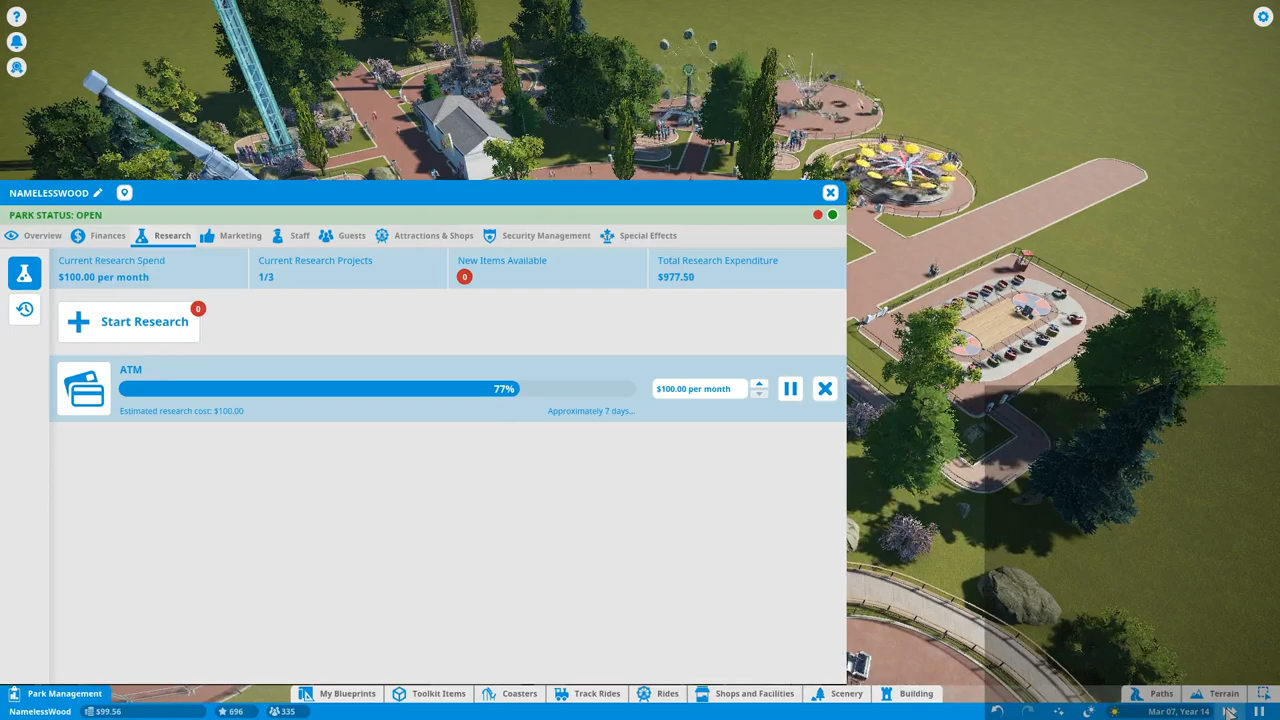 ?
NAMELESSWOOD
PARK STATUS: OPEN
Overview Finances Research Marketing Staff Guests Attractions & Shops Security Management Special Effects
Current Research Spend Current Research Projects New Items Available Total Research Expenditure
$100.00 per month 1/3 0 $977.50
Start Research 0
ATM
77% $100.00 per month
Estimated research cost: $100.00 Approximately 7 days...
Park Management My Blueprints Toolkit Items Coasters Track Rides Rides Shops and Facilities Scenery Building Paths Terrain
NamelessWood $99.56 696 335 Mar 07, Year 14